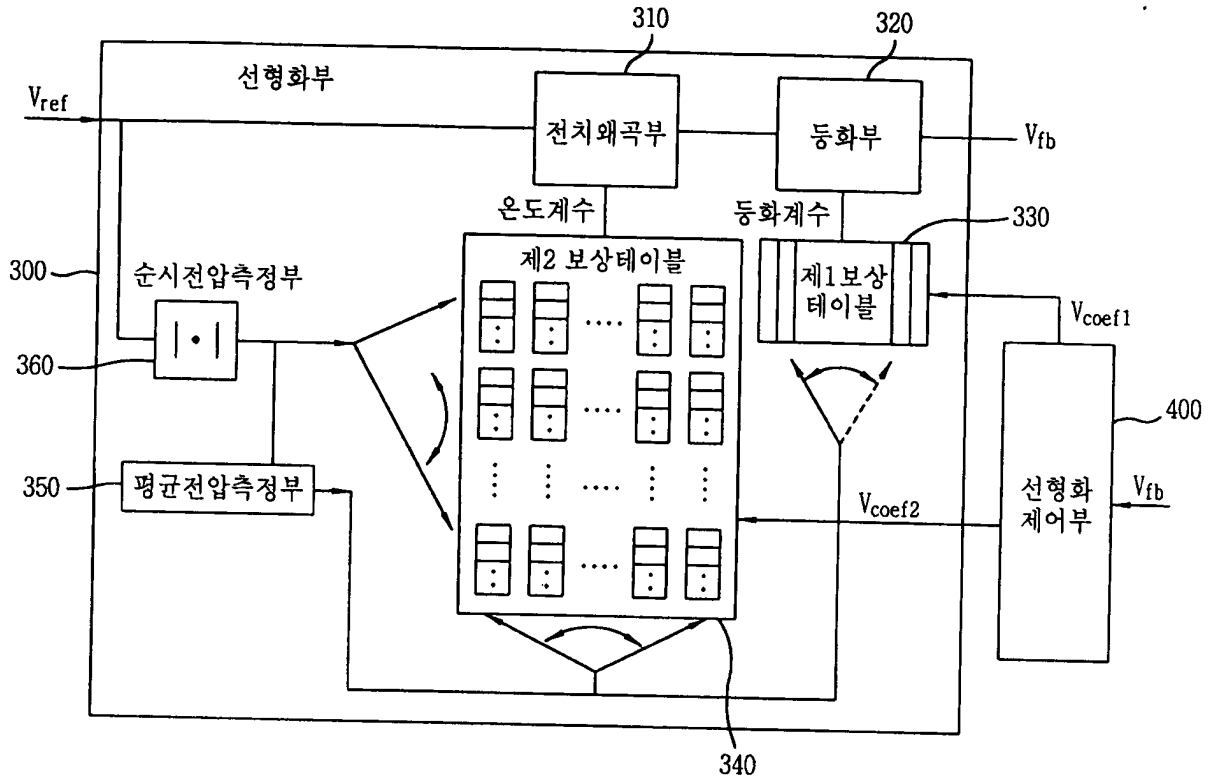 310
320
선형화부
V_ref
전치왜곡부
등화부
V_fb
온도계수
등화계수
330
300
순시전압측정부
제2 보상테이블
제1보상
테이블
V_coef1
360
400
350
평균전압측정부
선형화
제어부
V_fb
V_coef2
340